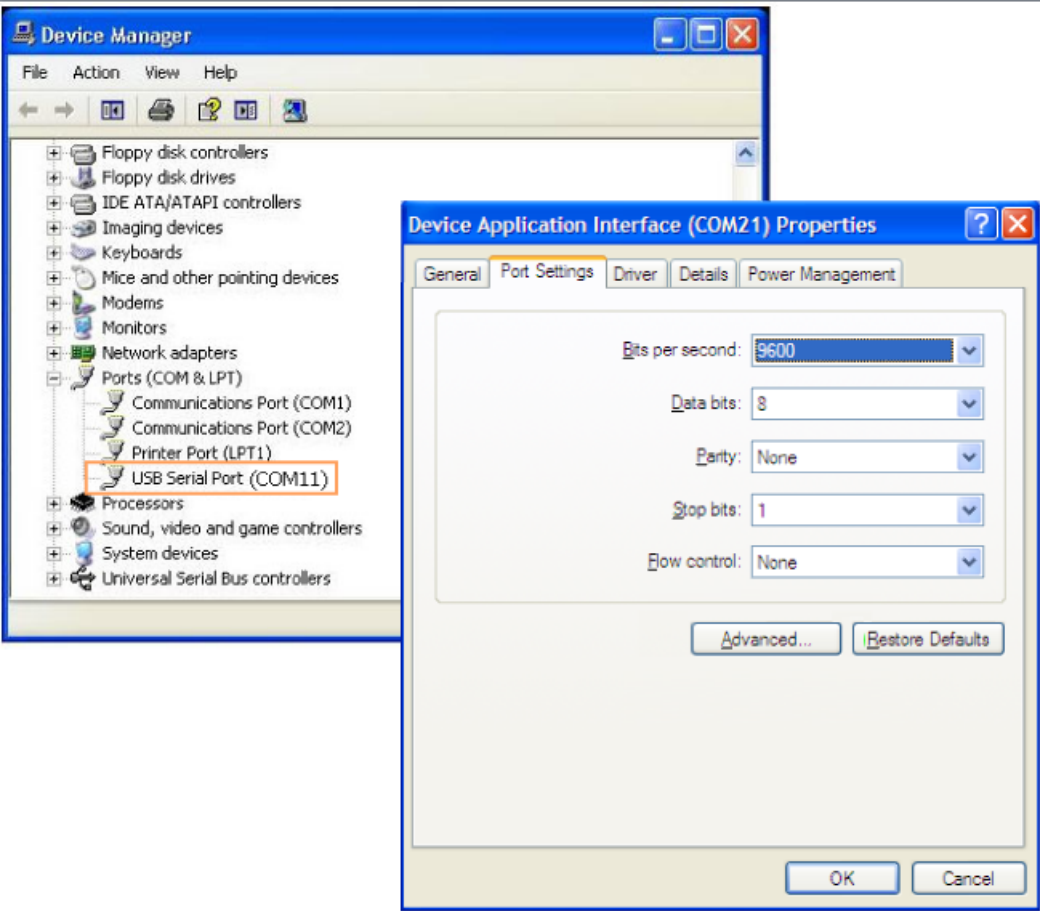 Device Manager
File Action View Help
Floppy disk controllers
Floppy disk drives
IDE ATA/ATAPI controllers
Imaging devices
Keyboards
Mice and other pointing devices
Modems
Monitors
Network adapters
Ports (COM & LPT)
Communications Port (COM1)
Communications Port (COM2)
Printer Port (LPT1)
USB Serial Port (COM11)
Processors
Sound, video and game controllers
System devices
Universal Serial Bus controllers
Device Application Interface (COM21) Properties
General Port Settings Driver Details Power Management
Bits per second: 9600
Data bits: 8
Parity: None
Stop bits: 1
Flow control: None
Advanced... Restore Defaults
OK Cancel